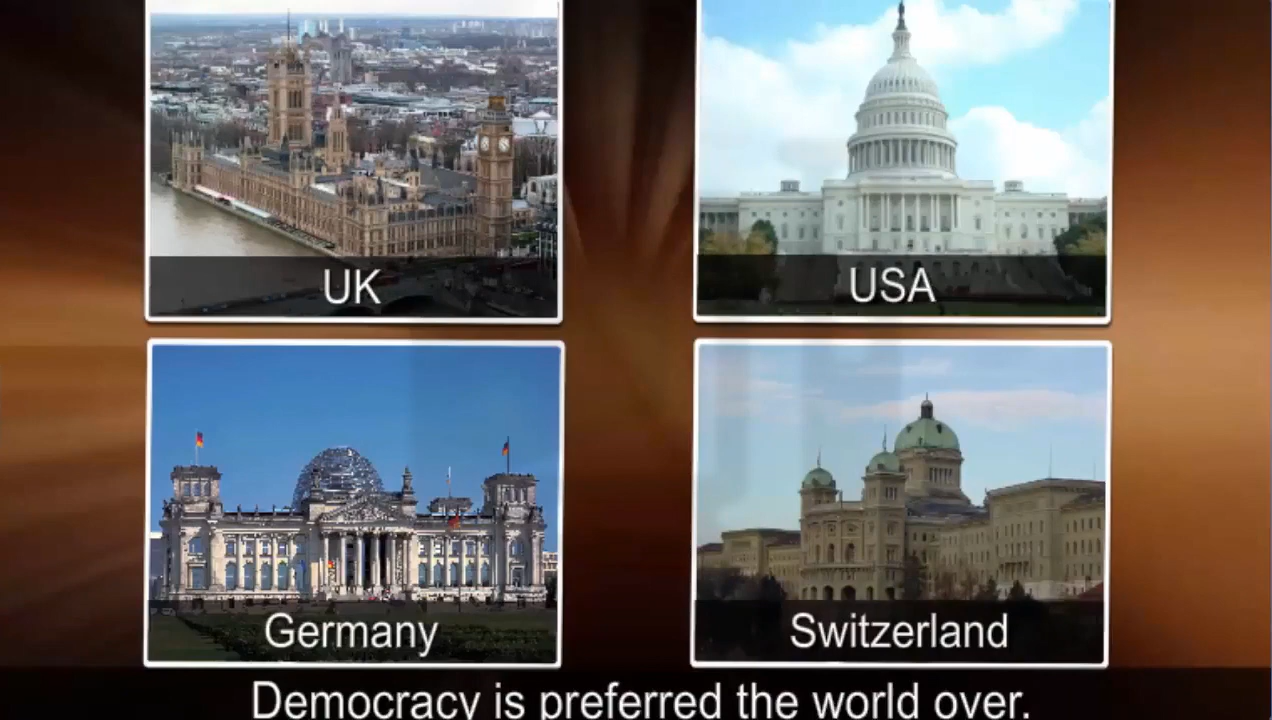 UK
USA
Germany
Switzerland
Democracy is preferred the world over.